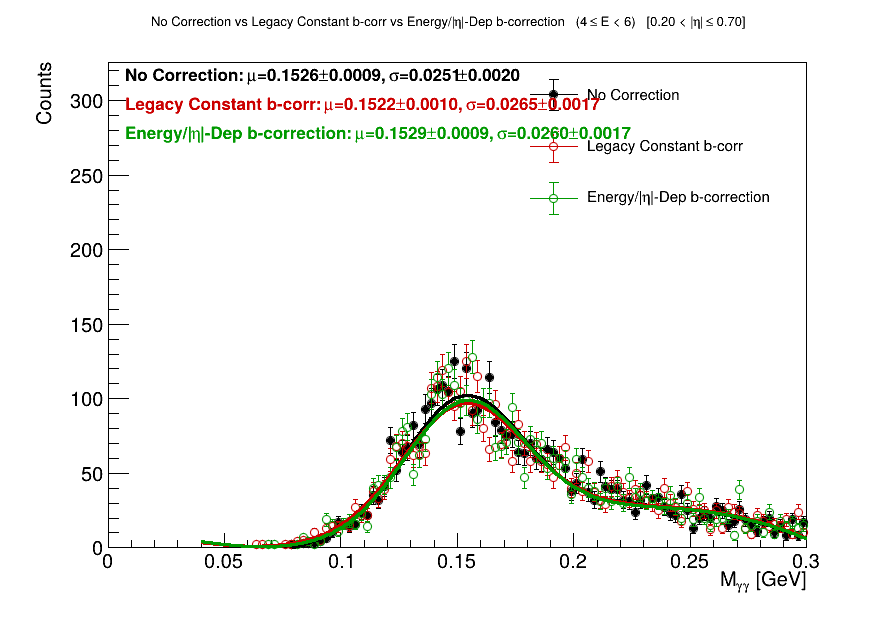 No Correction vs Legacy Constant b-corr vs Energy/|η|-Dep b-correction (4 ≤ E < 6) [0.20 < |η| ≤ 0.70]
Counts
No Correction: μ=0.1526±0.0009, σ=0.0251±0.0020
Legacy Constant b-corr: μ=0.1522±0.0010, σ=0.0265±0.0017
Energy/|η|-Dep b-correction: μ=0.1529±0.0009, σ=0.0260±0.0017
No Correction
Legacy Constant b-corr
Energy/|η|-Dep b-correction
300
250
200
150
100
50
0
0 0.05 0.1 0.15 0.2 0.25 0.3
Mγγ [GeV]